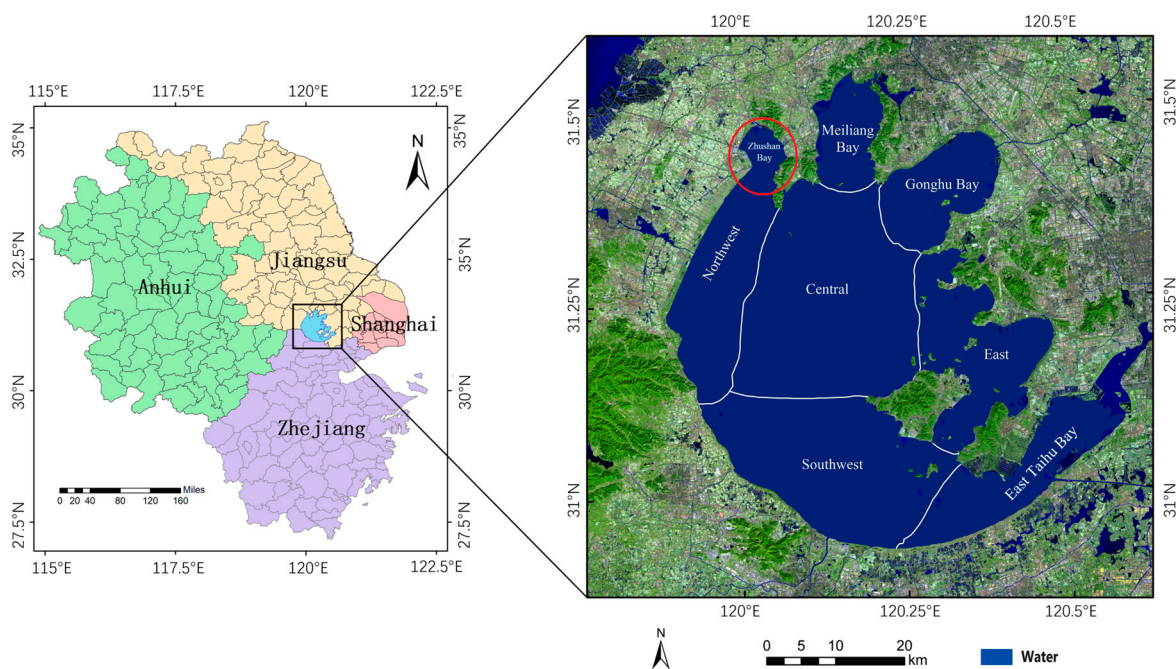 115°E 117.5°E 120°E 122.5°E
35°N
35°N
N
32.5°N
35°N
Jiangsu
Anhui
Shanghai
30°N
30°N
Zhejiang
Miles
0 20 40 80 120 160
27.5°N
27.5°N
115°E 117.5°E 120°E 122.5°E
120°E 120.25°E 120.5°E
31.5°N
31.5°N
Meiliang
Bay
Zhushan
Bay
Gonghu Bay
Northwest
Central
31.25°N
31.25°N
East
Southwest
East Taihu Bay
31°N
31°N
120°E 120.25°E 120.5°E
N
0 10 20
km
Water